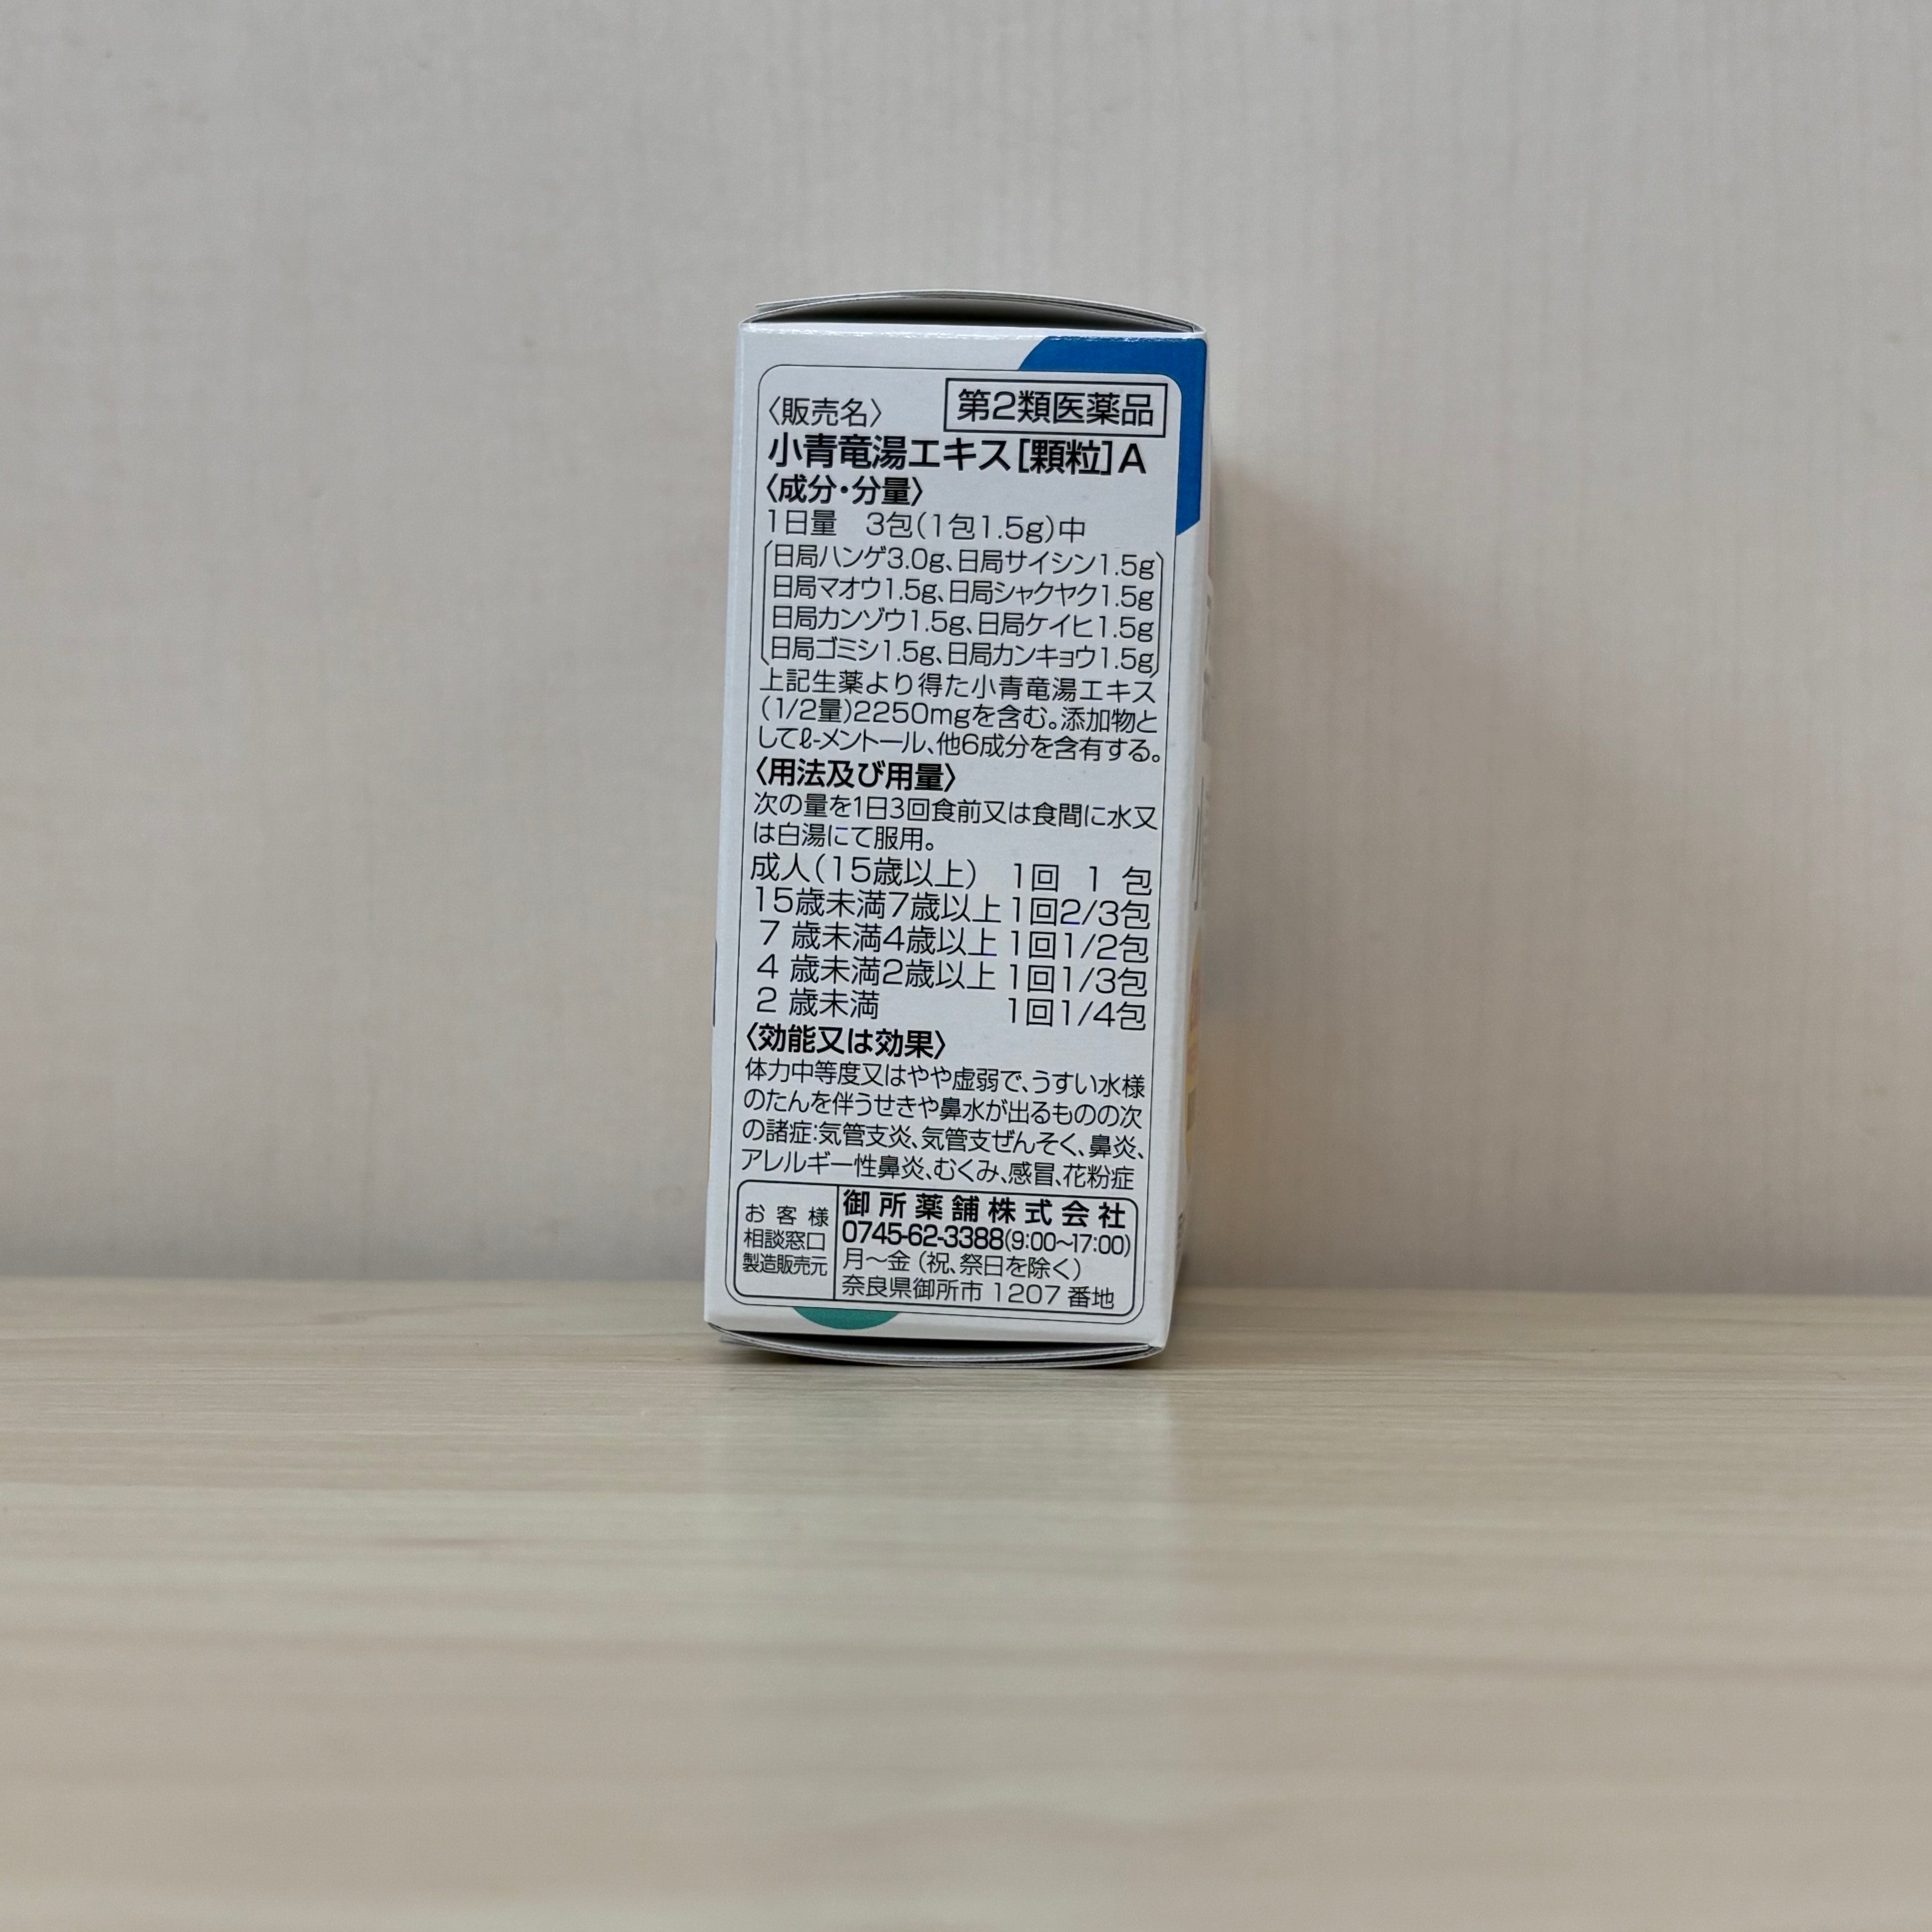 〈販売名〉 第2類医薬品
小青竜湯エキス[顆粒]A
〈成分・分量〉
1日量 3包(1包1.5g)中
日局ハンゲ3.0g、日局サイシン1.5g
日局マオウ1.5g、日局シャクヤク1.5g
日局カンゾウ1.5g、日局ケイヒ1.5g
日局ゴミシ1.5g、日局カンキョウ1.5g
上記生薬より得た小青竜湯エキス
(1/2量)2250mgを含む。添加物と
してℓ-メントール、他6成分を含有する。
〈用法及び用量〉
次の量を1日3回食前又は食間に水又
は白湯にて服用。
成人(15歳以上) 1回 1 包
15歳未満7歳以上 1回2/3包
7 歳未満4歳以上 1回1/2包
4 歳未満2歳以上 1回1/3包
2 歳未満 1回1/4包
〈効能又は効果〉
体力中等度又はやや虚弱で、うすい水様
のたんを伴うせきや鼻水が出るものの次
の諸症:気管支炎、気管支ぜんそく、鼻炎、
アレルギー性鼻炎、むくみ、感冒、花粉症
お客様
相談窓口
製造販売元
御所薬舗株式会社
0745-62-3388(9:00~17:00)
月~金(祝、祭日を除く)
奈良県御所市1207番地